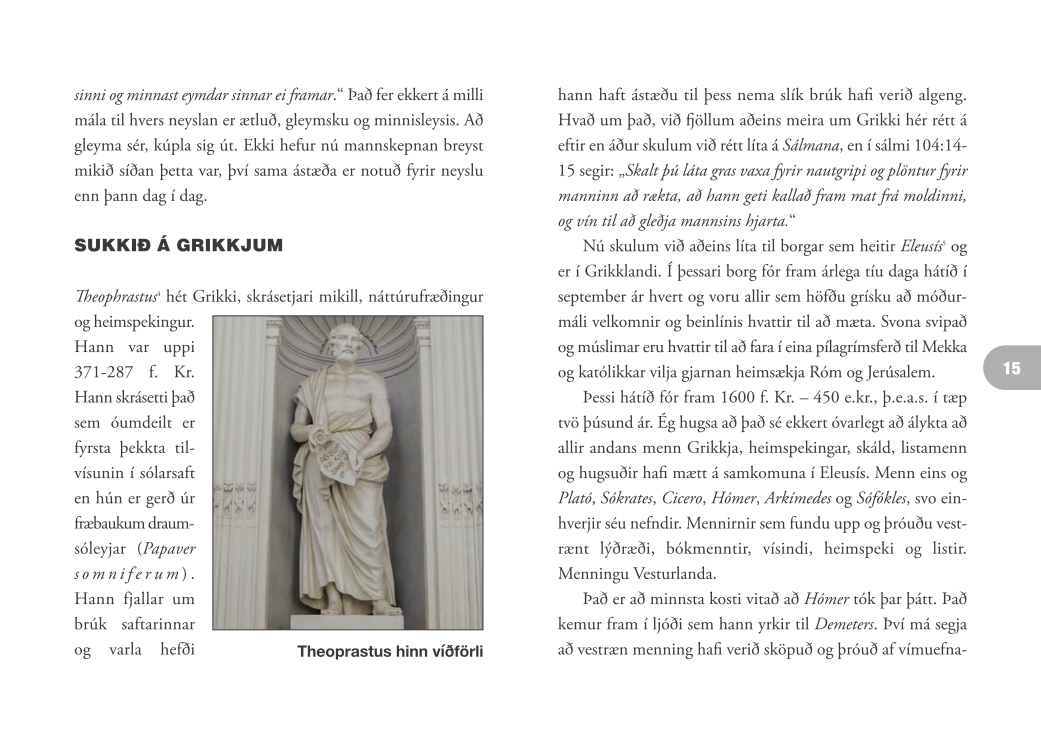 sinni og minnast eymdar sinnar ei framar.“ Það fer ekkert á milli
mála til hvers neyslan er ætluð, gleymsku og minnisleysis. Að
gleyma sér, kúpla sig út. Ekki hefur nú mannskepnan breyst
mikið síðan þetta var, því sama ástæða er notuð fyrir neyslu
enn þann dag í dag.
SUKKIÐ Á GRIKKJUM
Theophrastus⁴ hét Grikki, skrásetjari mikill, náttúrufræðingur
og heimspekingur.
Hann var uppi
371-287 f. Kr.
Hann skrásetti það
sem óumdeilt er
fyrsta þekkta til-
vísunin í sólarsaft
en hún er gerð úr
fræbaukum draum-
sóleyjar (Papaver
somniferum).
Hann fjallar um
brúk saftarinnar
og varla hefði
Theoprastus hinn víðförli
hann haft ástæðu til þess nema slík brúk hafi verið algeng.
Hvað um það, við fjöllum aðeins meira um Grikki hér rétt á
eftir en áður skulum við rétt líta á Sálmana, en í sálmi 104:14-
15 segir: „Skalt þú láta gras vaxa fyrir nautgripi og plöntur fyrir
manninn að rækta, að hann geti kallað fram mat frá moldinni,
og vín til að gleðja mannsins hjarta.“
Nú skulum við aðeins líta til borgar sem heitir Eleusís⁵ og
er í Grikklandi. Í þessari borg fór fram árlega tíu daga hátíð í
september ár hvert og voru allir sem höfðu grísku að móður-
máli velkomnir og beinlínis hvattir til að mæta. Svona svipað
og múslimar eru hvattir til að fara í eina pílagrímsferð til Mekka
og katólikkar vilja gjarnan heimsækja Róm og Jerúsalem.
Þessi hátíð fór fram 1600 f. Kr. – 450 e.kr., þ.e.a.s. í tæp
tvö þúsund ár. Ég hugsa að það sé ekkert óvarlegt að álykta að
allir andans menn Grikkja, heimspekingar, skáld, listamenn
og hugsuðir hafi mætt á samkomuna í Eleusís. Menn eins og
Plató, Sókrates, Cicero, Hómer, Arkímedes og Sófókles, svo ein-
hverjir séu nefndir. Mennirnir sem fundu upp og þróuðu vest-
rænt lýðræði, bókmenntir, vísindi, heimspeki og listir.
Menningu Vesturlanda.
Það er að minnsta kosti vitað að Hómer tók þar þátt. Það
kemur fram í ljóði sem hann yrkir til Demeters. Því má segja
að vestræn menning hafi verið sköpuð og þróuð af vímuefna-
15